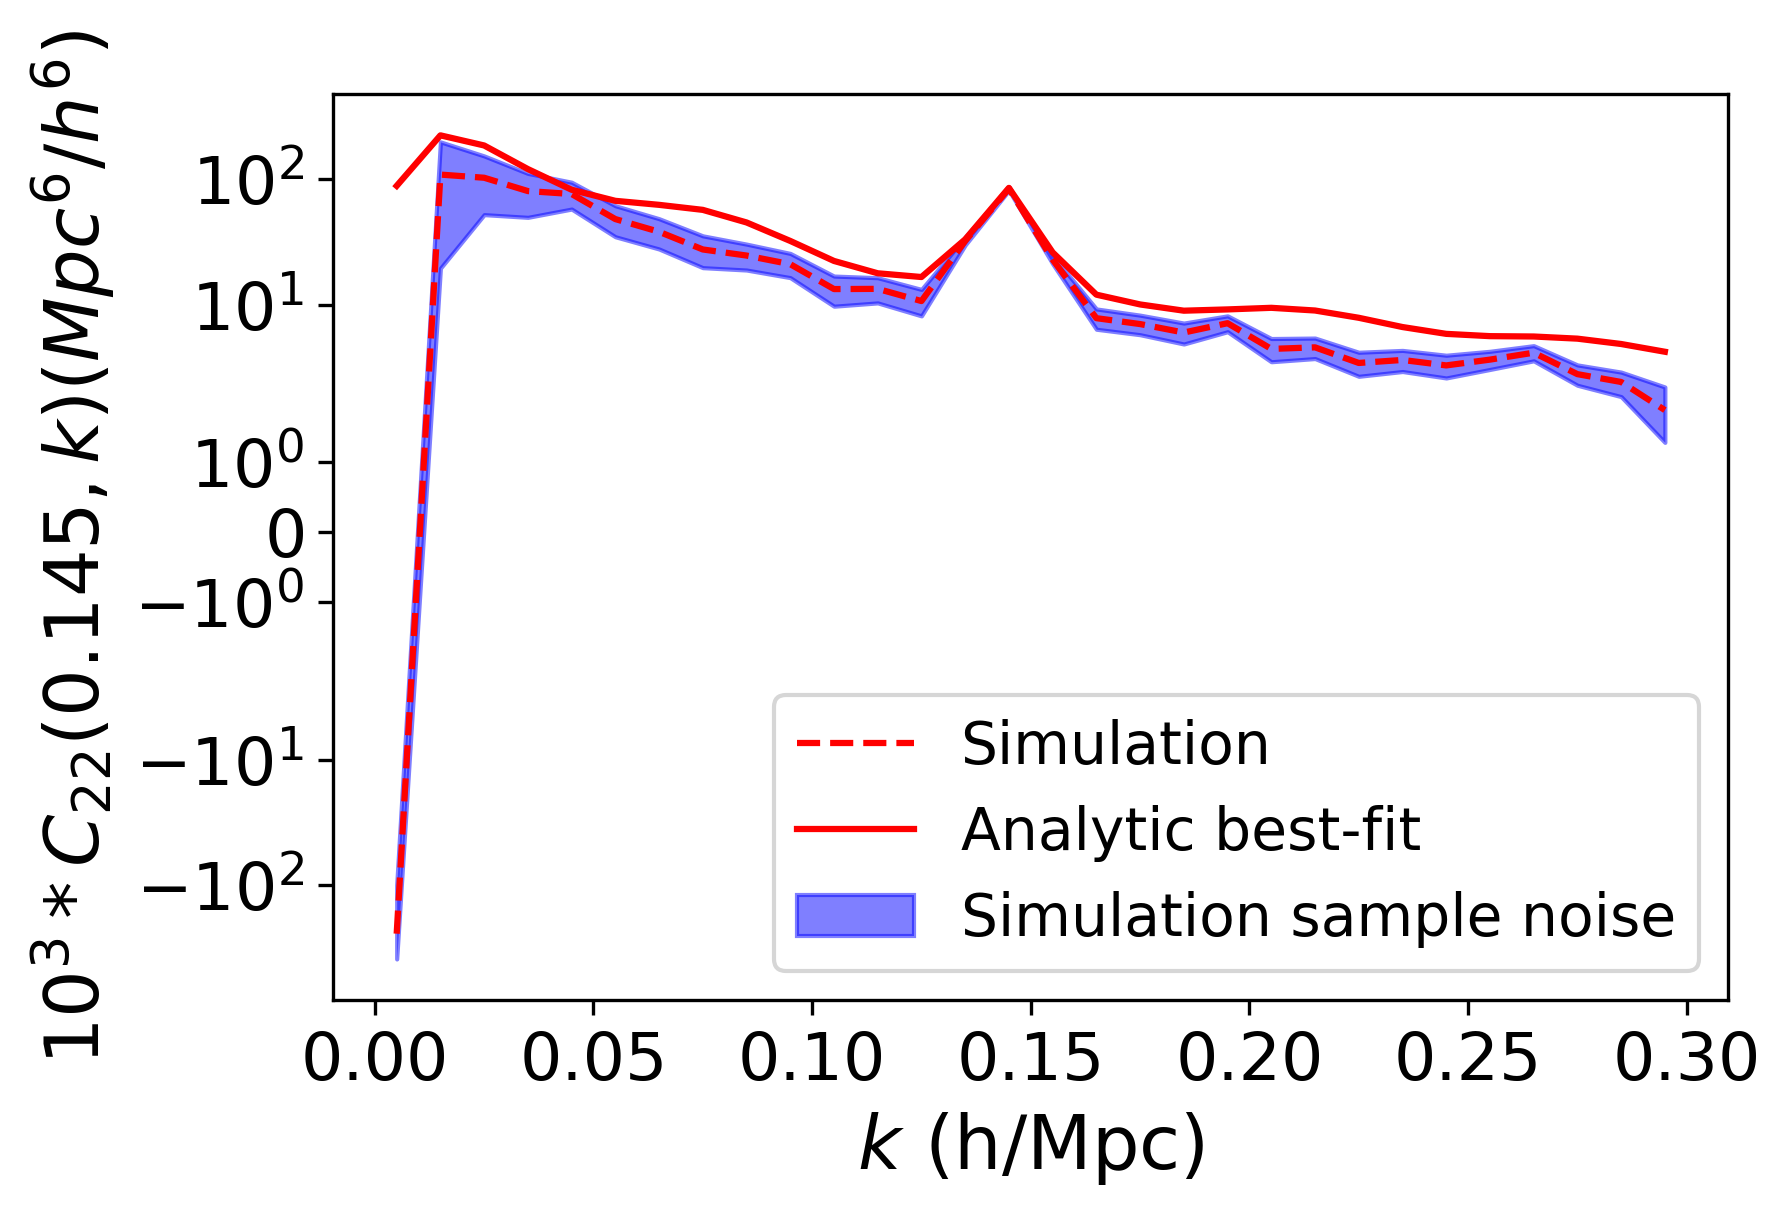 10³ * C₂₂(0.145, k)(Mpc⁶/h⁶)
10²
10¹
10⁰
0
−10⁰
−10¹
−10²
Simulation
Analytic best-fit
Simulation sample noise
0.00 0.05 0.10 0.15 0.20 0.25 0.30
k (h/Mpc)